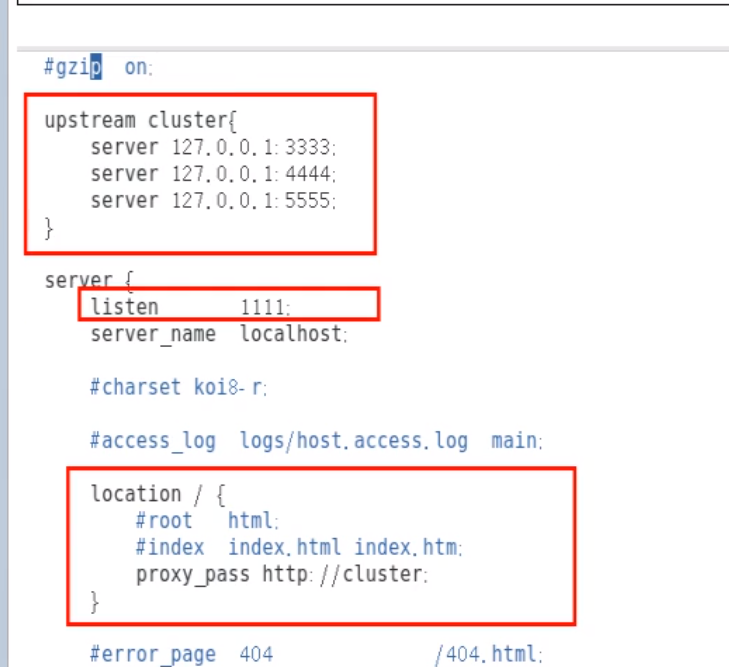 #gzip  on;
upstream cluster{
server 127.0.0.1:3333;
server 127.0.0.1:4444;
server 127.0.0.1:5555;
}
server {
listen       1111;
server_name  localhost;
#charset koi8-r;
#access_log  logs/host.access.log  main;
location / {
#root   html;
#index  index.html index.htm;
proxy_pass http://cluster;
}
#error_page  404              /404.html;